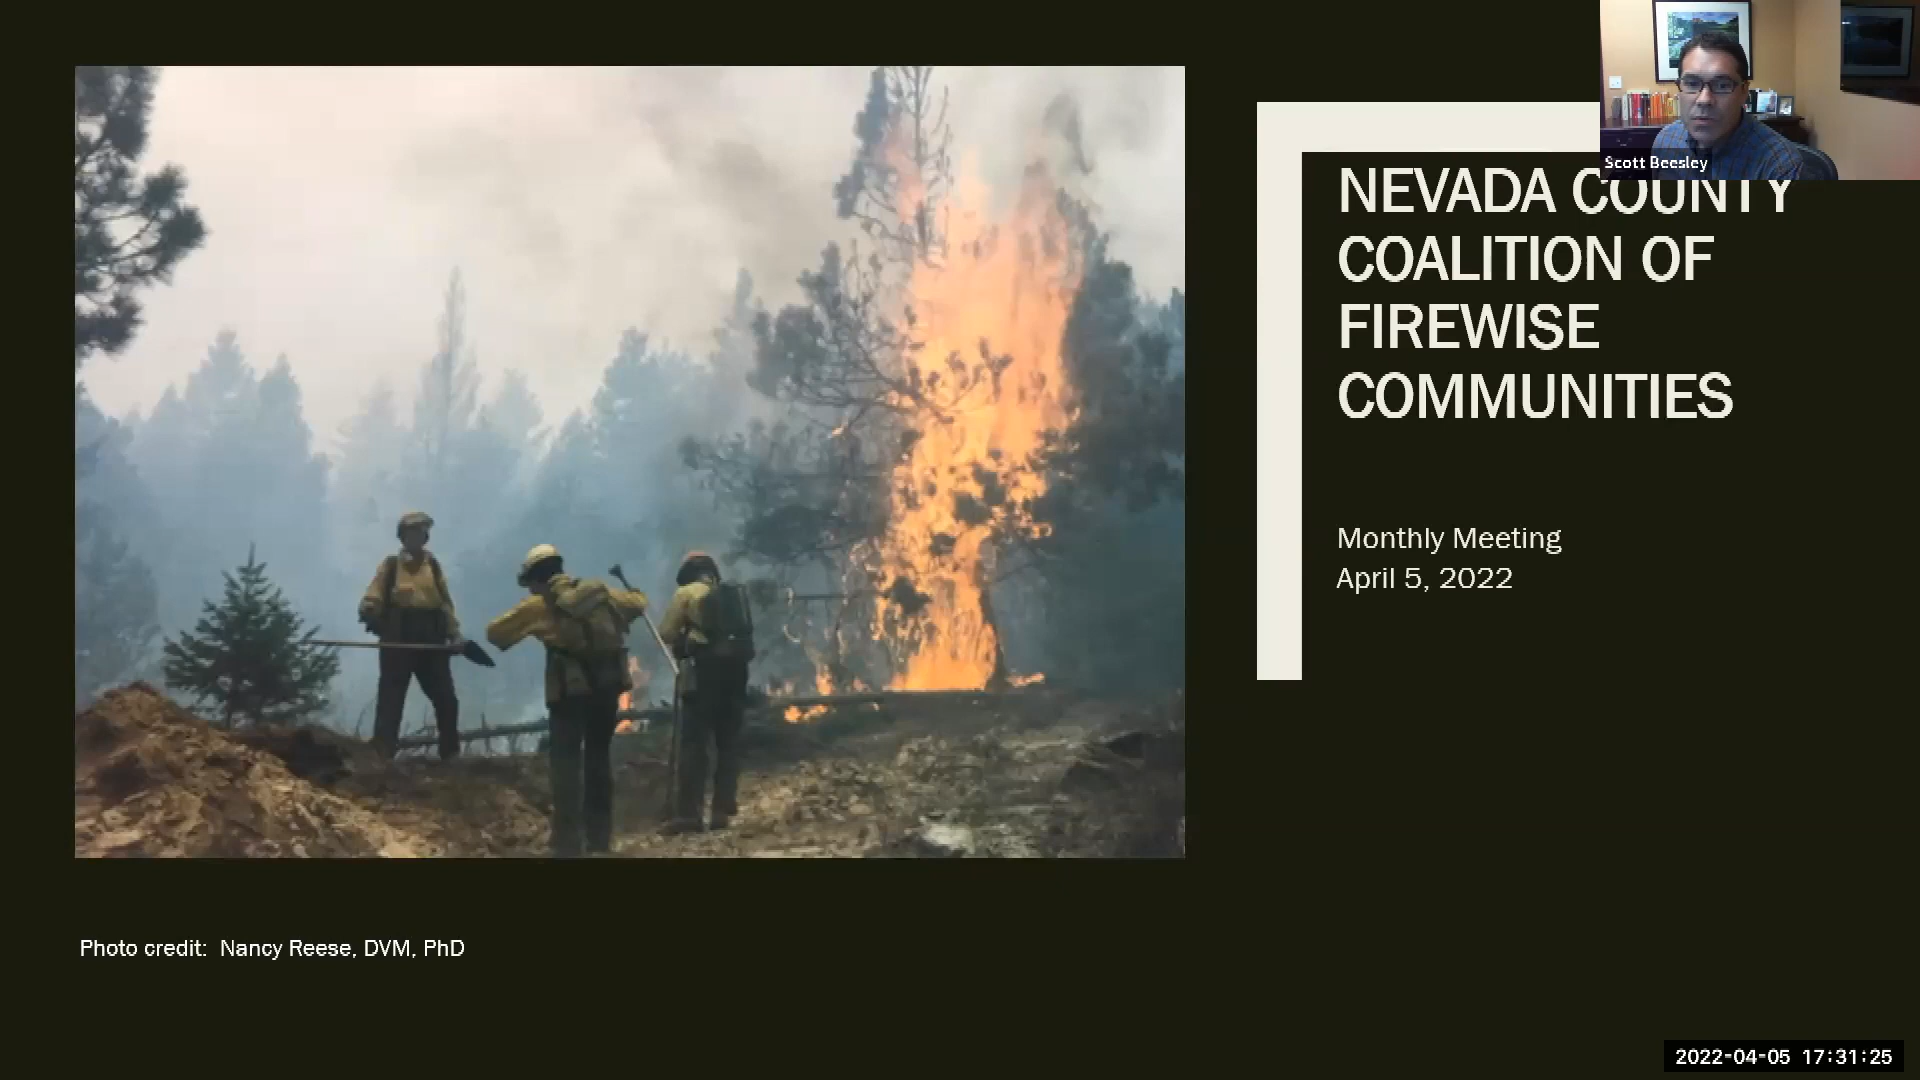 Scott Beesley
NEVADA COUNTY
COALITION OF
FIREWISE
COMMUNITIES
Monthly Meeting
April 5, 2022
Photo credit:  Nancy Reese, DVM, PhD
2022-04-05 17:31:25